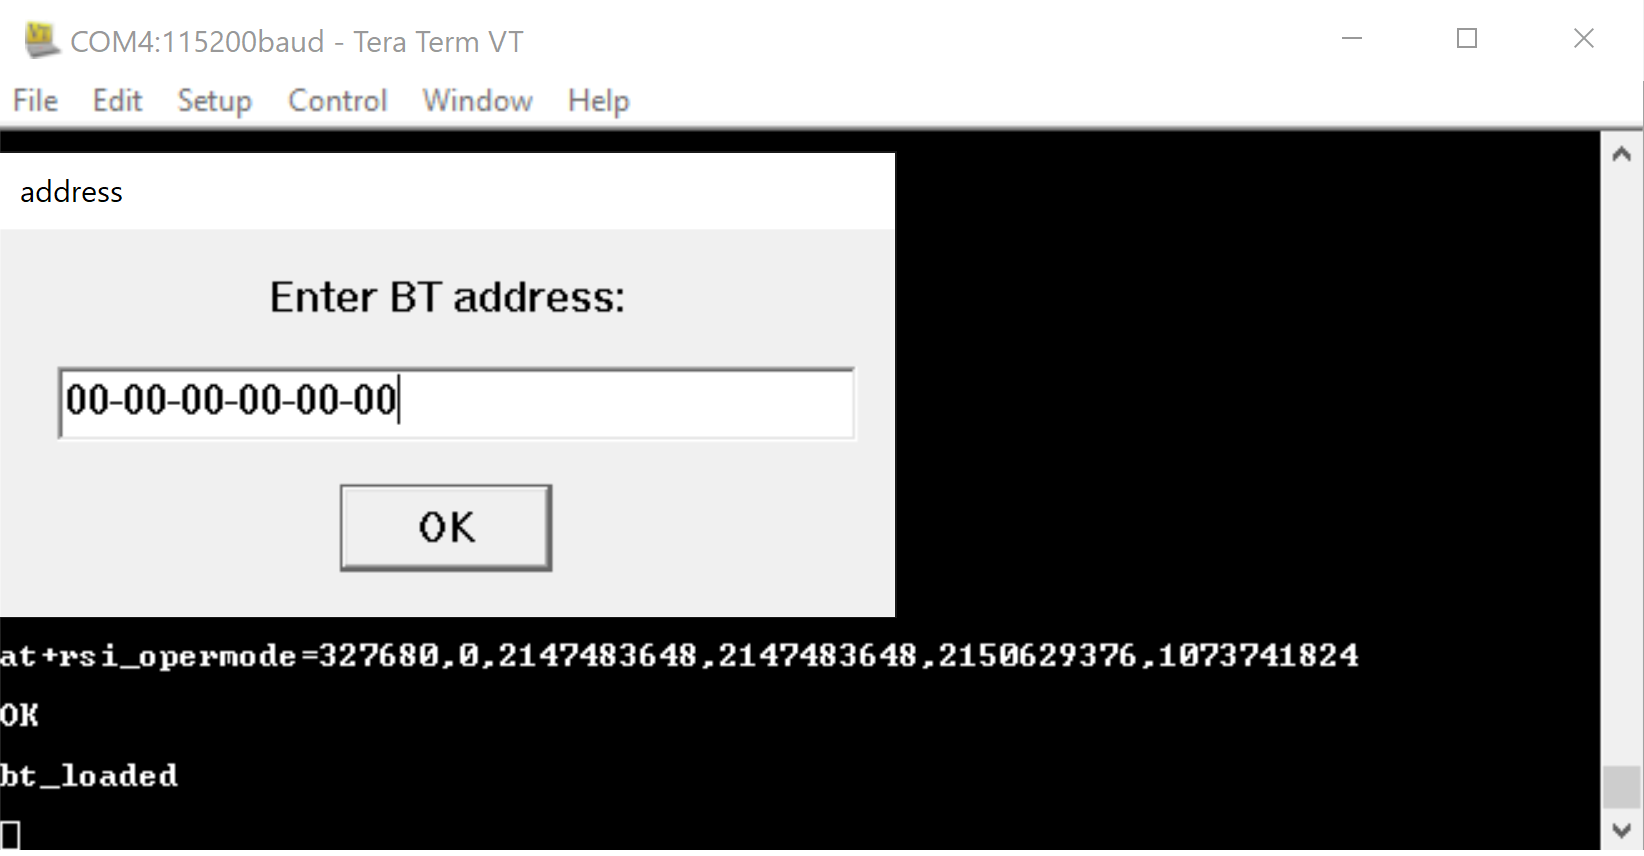 COM4:115200baud - Tera Term VT
File Edit Setup Control Window Help
address
Enter BT address:
00-00-00-00-00-00
OK
at+rsi_opermode=327680,0,2147483648,2147483648,2150629376,1073741824
OK
bt_loaded